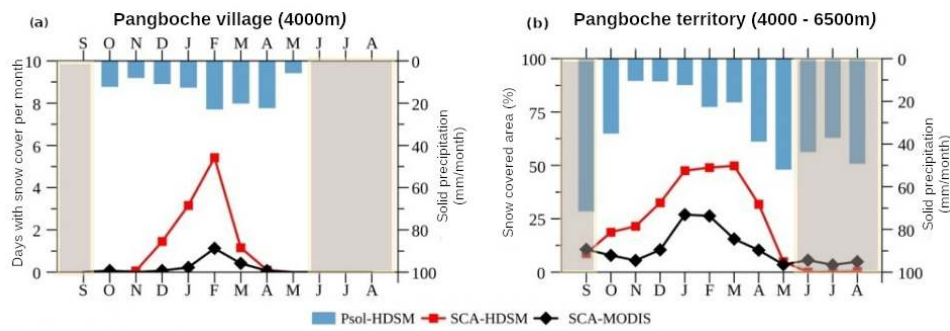 (a) Pangboche village (4000m)
S O N D J F M A M J J A
10 8 6 4 2 0
Days with snow cover per month
0 20 40 60 80 100
Solid precipitation
(mm/month)
S O N D J F M A M J J A
(b) Pangboche territory (4000 - 6500m)
100 75 50 25 0
Snow covered area (%)
0 20 40 60 80 100
Solid precipitation
(mm/month)
S O N D J F M A M J J A
Psol-HDSM SCA-HDSM SCA-MODIS